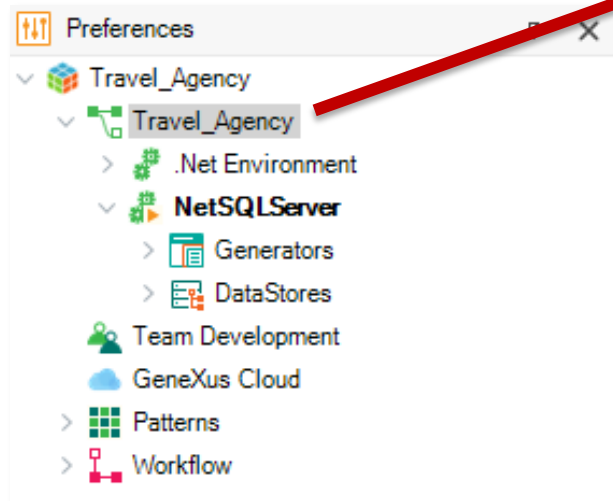 Preferences
Travel_Agency
Travel_Agency
.Net Environment
NetSQLServer
Generators
DataStores
Team Development
GeneXus Cloud
Patterns
Workflow